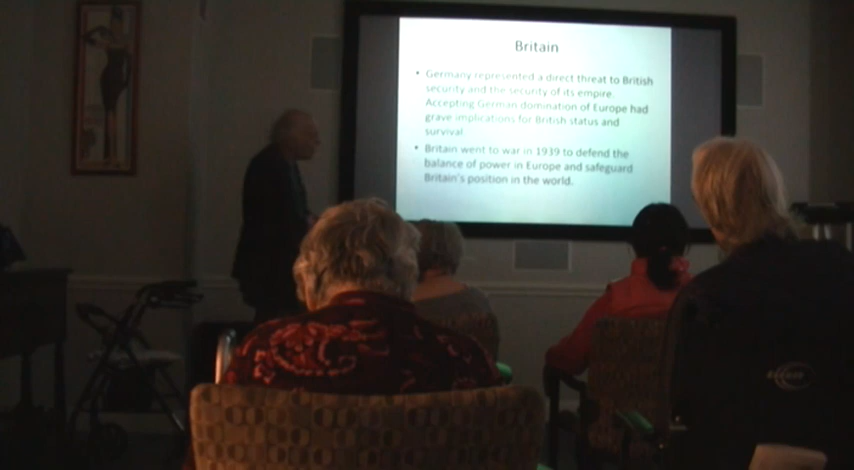 Britain
• Germany represented a direct threat to British
security and the security of its empire.
Accepting German domination of Europe had
grave implications for British status and
survival
• Britain went to war in 1939 to defend the
balance of power in Europe and safeguard
Britain's position in the world.